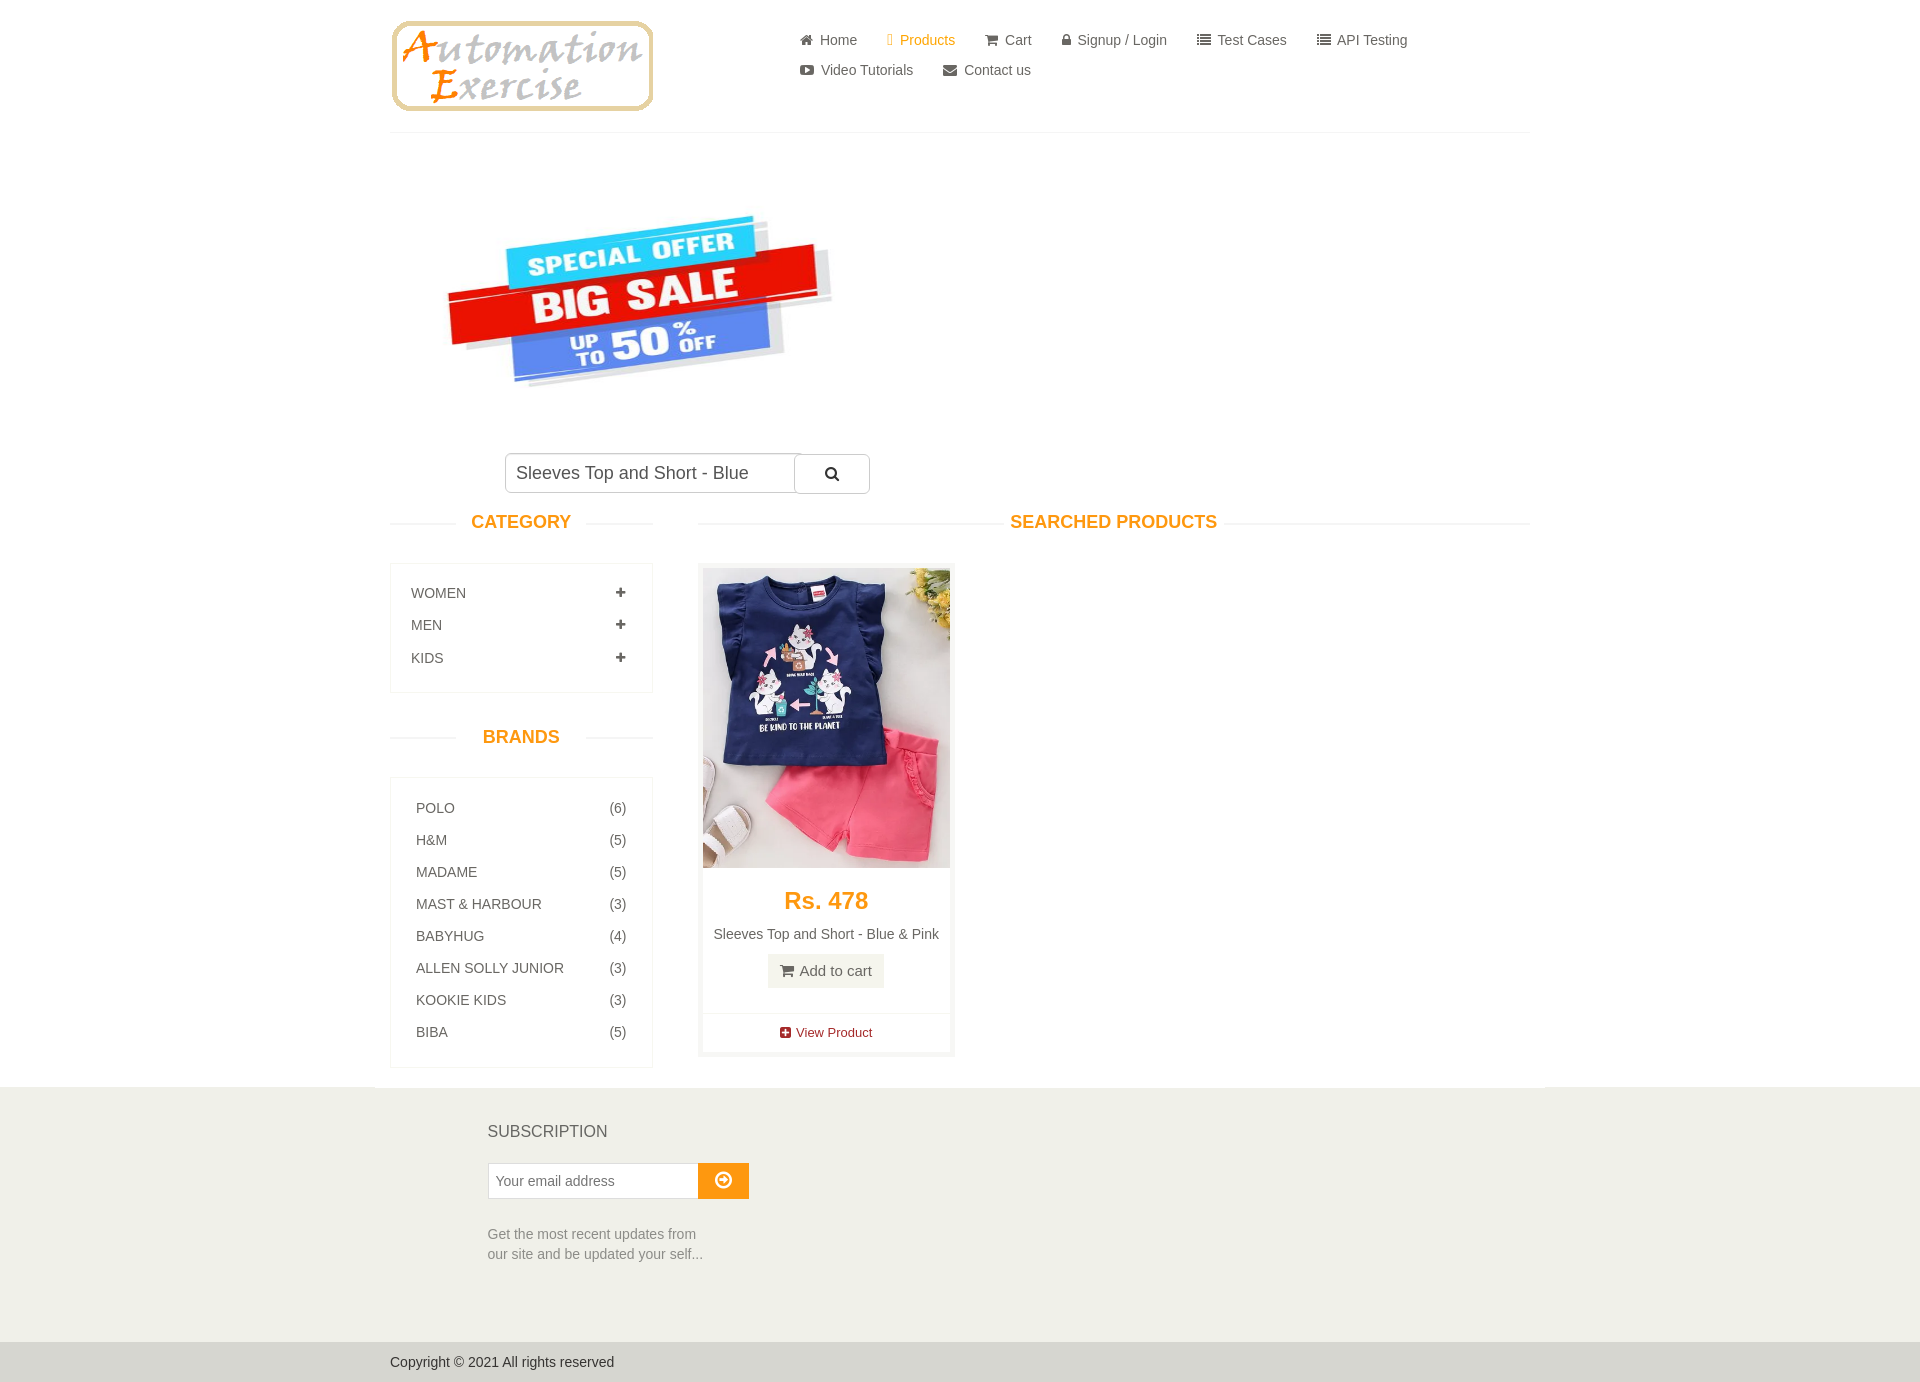 Automation
Exercise
Home
Products
Cart
Signup / Login
Test Cases
API Testing
Video Tutorials
Contact us
SPECIAL OFFER
BIG SALE
UP TO 50% OFF
Sleeves Top and Short - Blue
CATEGORY
WOMEN
MEN
KIDS
BRANDS
POLO (6)
H&M (5)
MADAME (5)
MAST & HARBOUR (3)
BABYHUG (4)
ALLEN SOLLY JUNIOR (3)
KOOKIE KIDS (3)
BIBA (5)
SEARCHED PRODUCTS
BE KIND TO THE PLANET
Rs. 478
Sleeves Top and Short - Blue & Pink
Add to cart
View Product
SUBSCRIPTION
Your email address
Get the most recent updates from
our site and be updated your self...
Copyright © 2021 All rights reserved